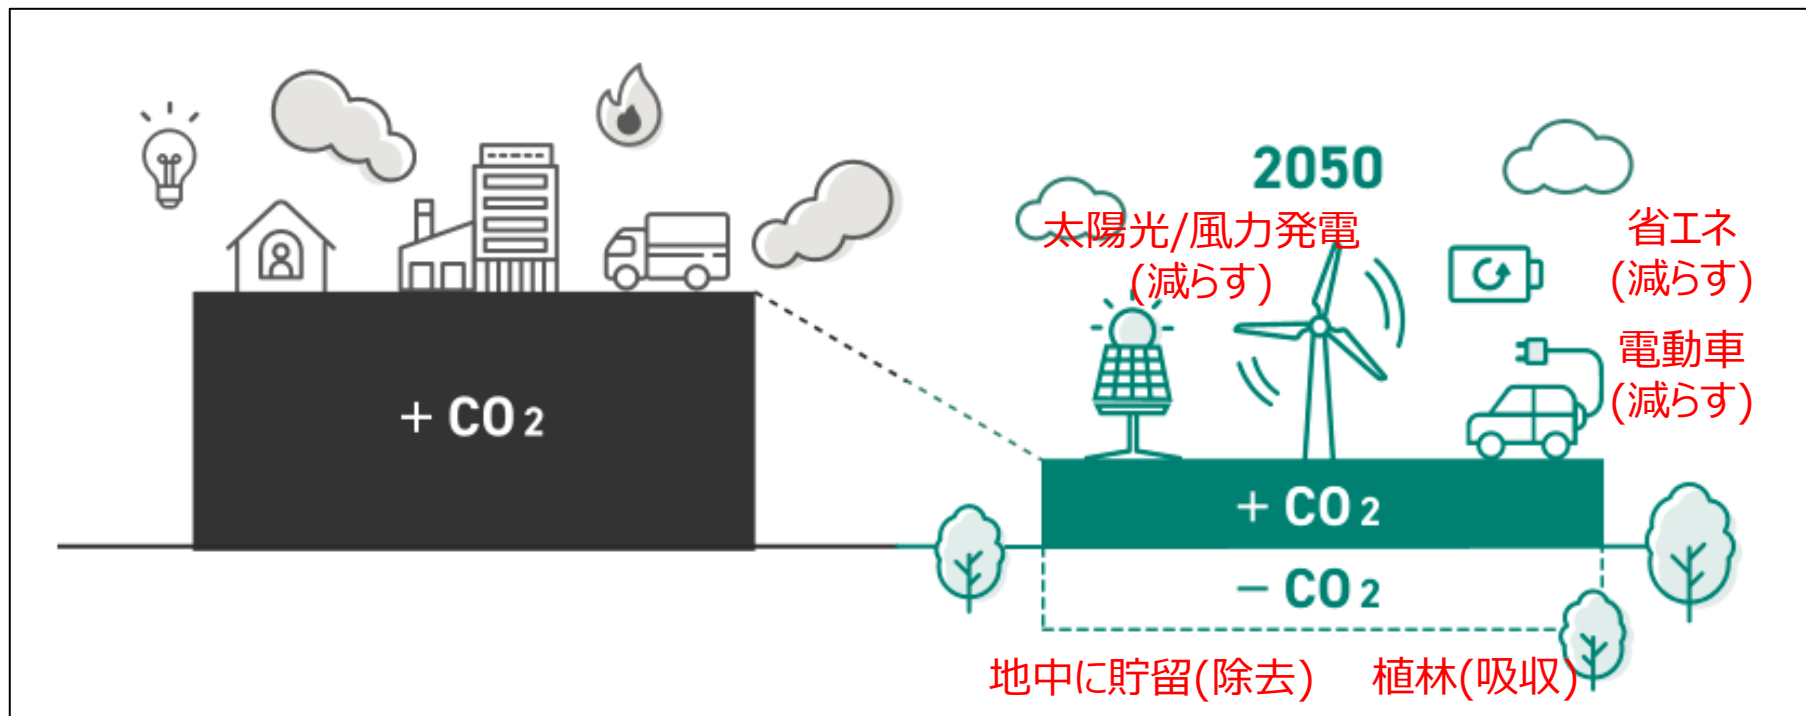 + CO2
2050
太陽光/風力発電
(減らす)
省エネ
(減らす)
電動車
(減らす)
+ CO2
− CO2
地中に貯留(除去)
植林(吸収)